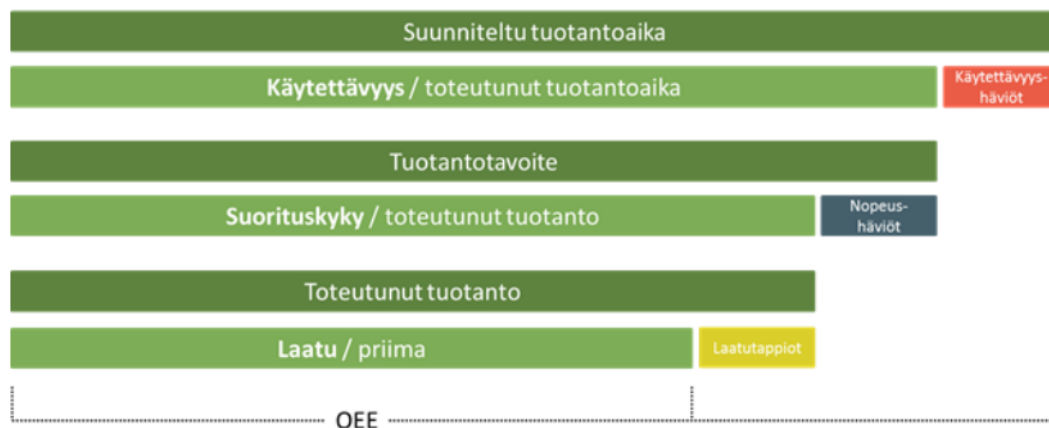 Suunniteltu tuotantoaika
Käytettävyys / toteutunut tuotantoaika
Käytettävyys-
häviöt
Tuotantotavoite
Suorituskyky / toteutunut tuotanto
Nopeus-
häviöt
Toteutunut tuotanto
Laatu / priima
Laatutappiot
OEE